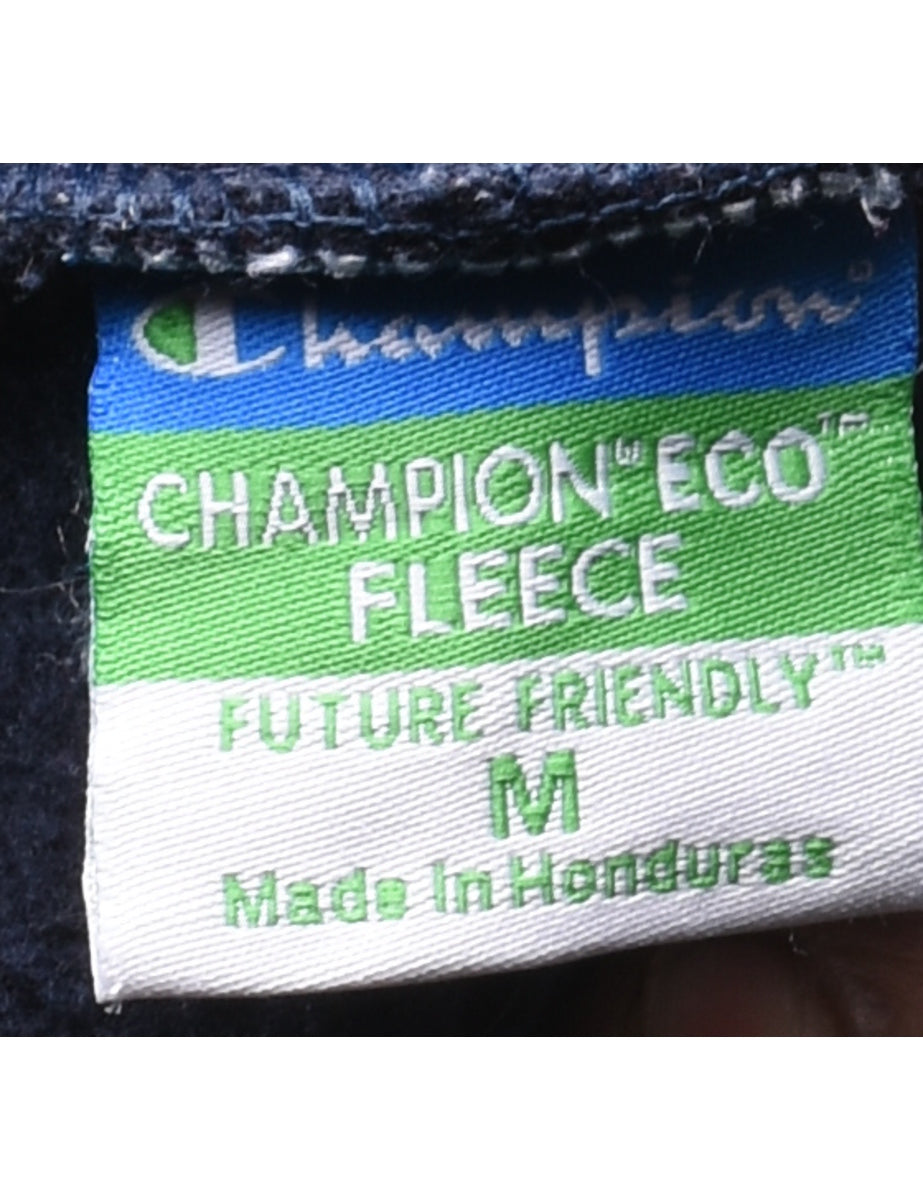 Champion®
CHAMPION® ECO™
FLEECE
FUTURE FRIENDLY™
M
Made In Honduras